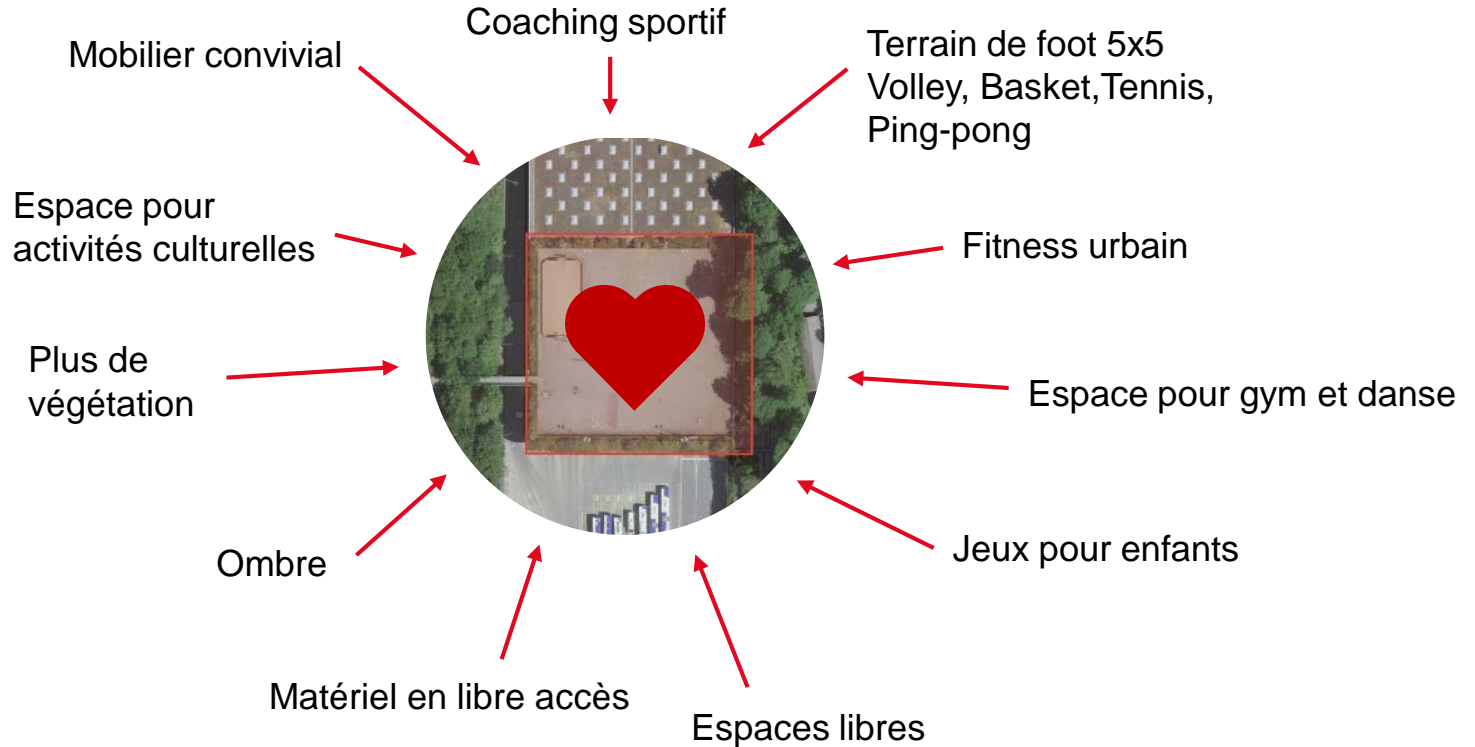 Coaching sportif
Mobilier convivial
Terrain de foot 5x5
Volley, Basket,Tennis,
Ping-pong
Espace pour
activités culturelles
Fitness urbain
Plus de
végétation
Espace pour gym et danse
Ombre
Jeux pour enfants
Matériel en libre accès
Espaces libres